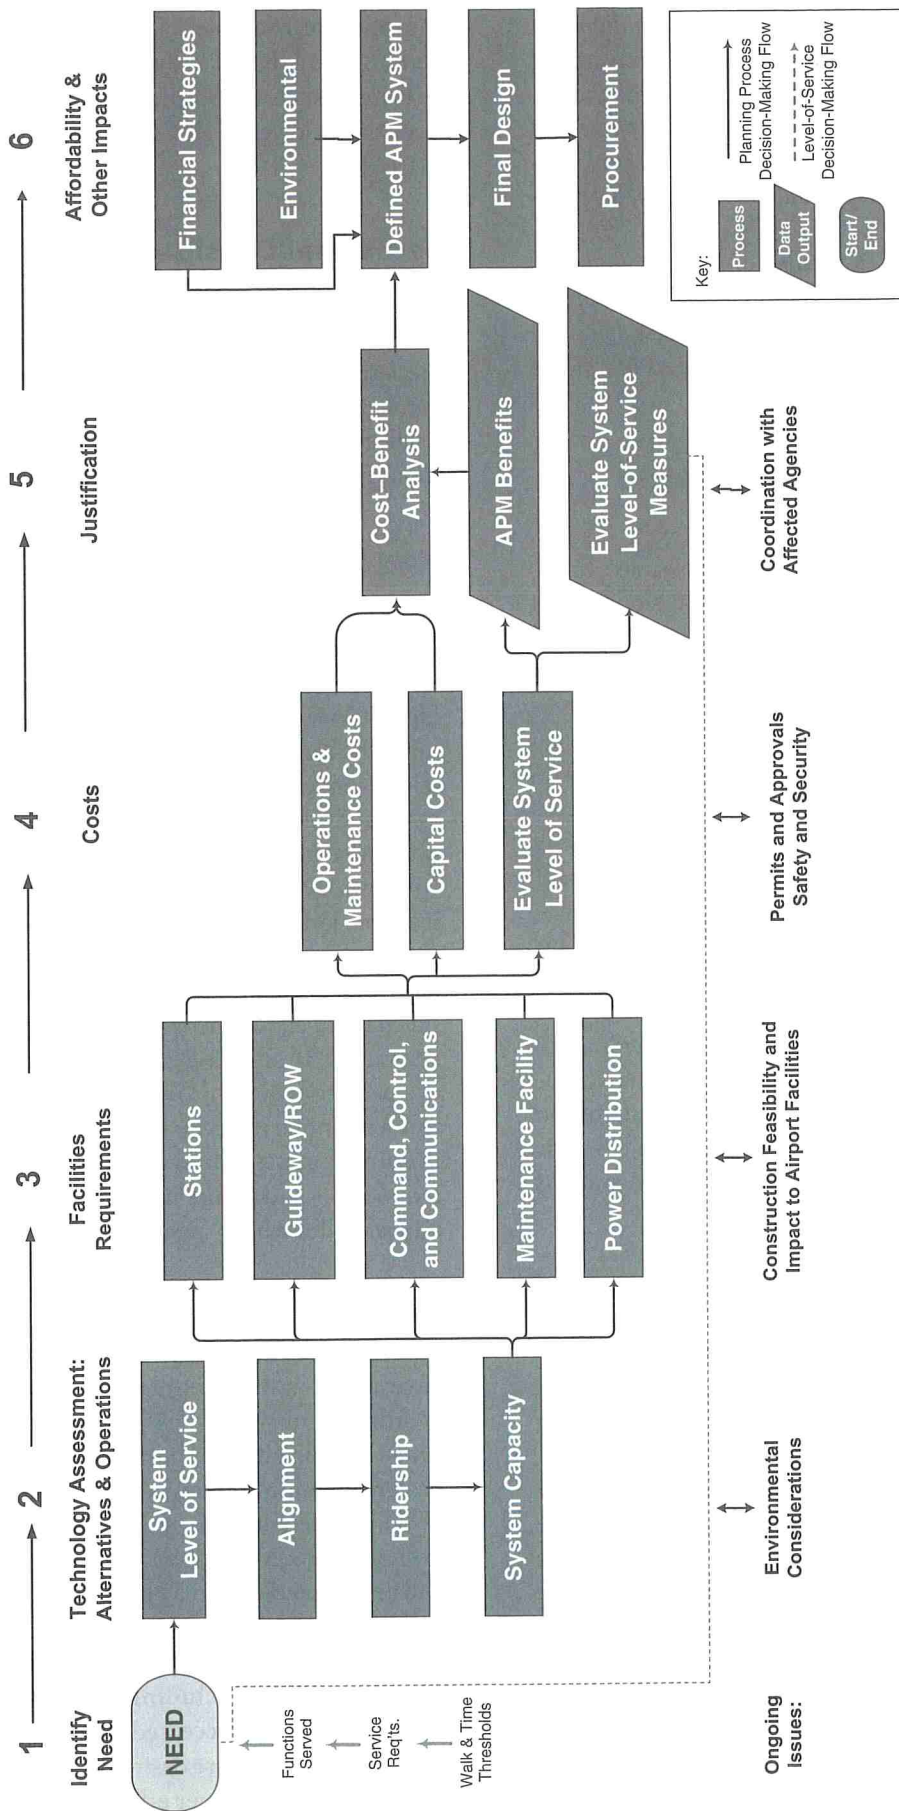 1
2
3
4
5
6
Identify
Need
Technology Assessment:
Alternatives & Operations
Facilities
Requirements
Costs
Justification
Affordability &
Other Impacts
NEED
Functions
Served
Service
Req'ts.
Walk & Time
Thresholds
System
Level of Service
Alignment
Ridership
System Capacity
Stations
Guideway/ROW
Command, Control,
and Communications
Maintenance Facility
Power Distribution
Operations &
Maintenance Costs
Capital Costs
Evaluate System
Level of Service
Cost–Benefit
Analysis
APM Benefits
Evaluate System
Level-of-Service
Measures
Financial Strategies
Environmental
Defined APM System
Final Design
Procurement
Ongoing
Issues:
Environmental
Considerations
Construction Feasibility and
Impact to Airport Facilities
Permits and Approvals
Safety and Security
Coordination with
Affected Agencies
Key:
Process
Data
Output
Start/
End
Planning Process
Decision-Making Flow
Level-of-Service
Decision-Making Flow